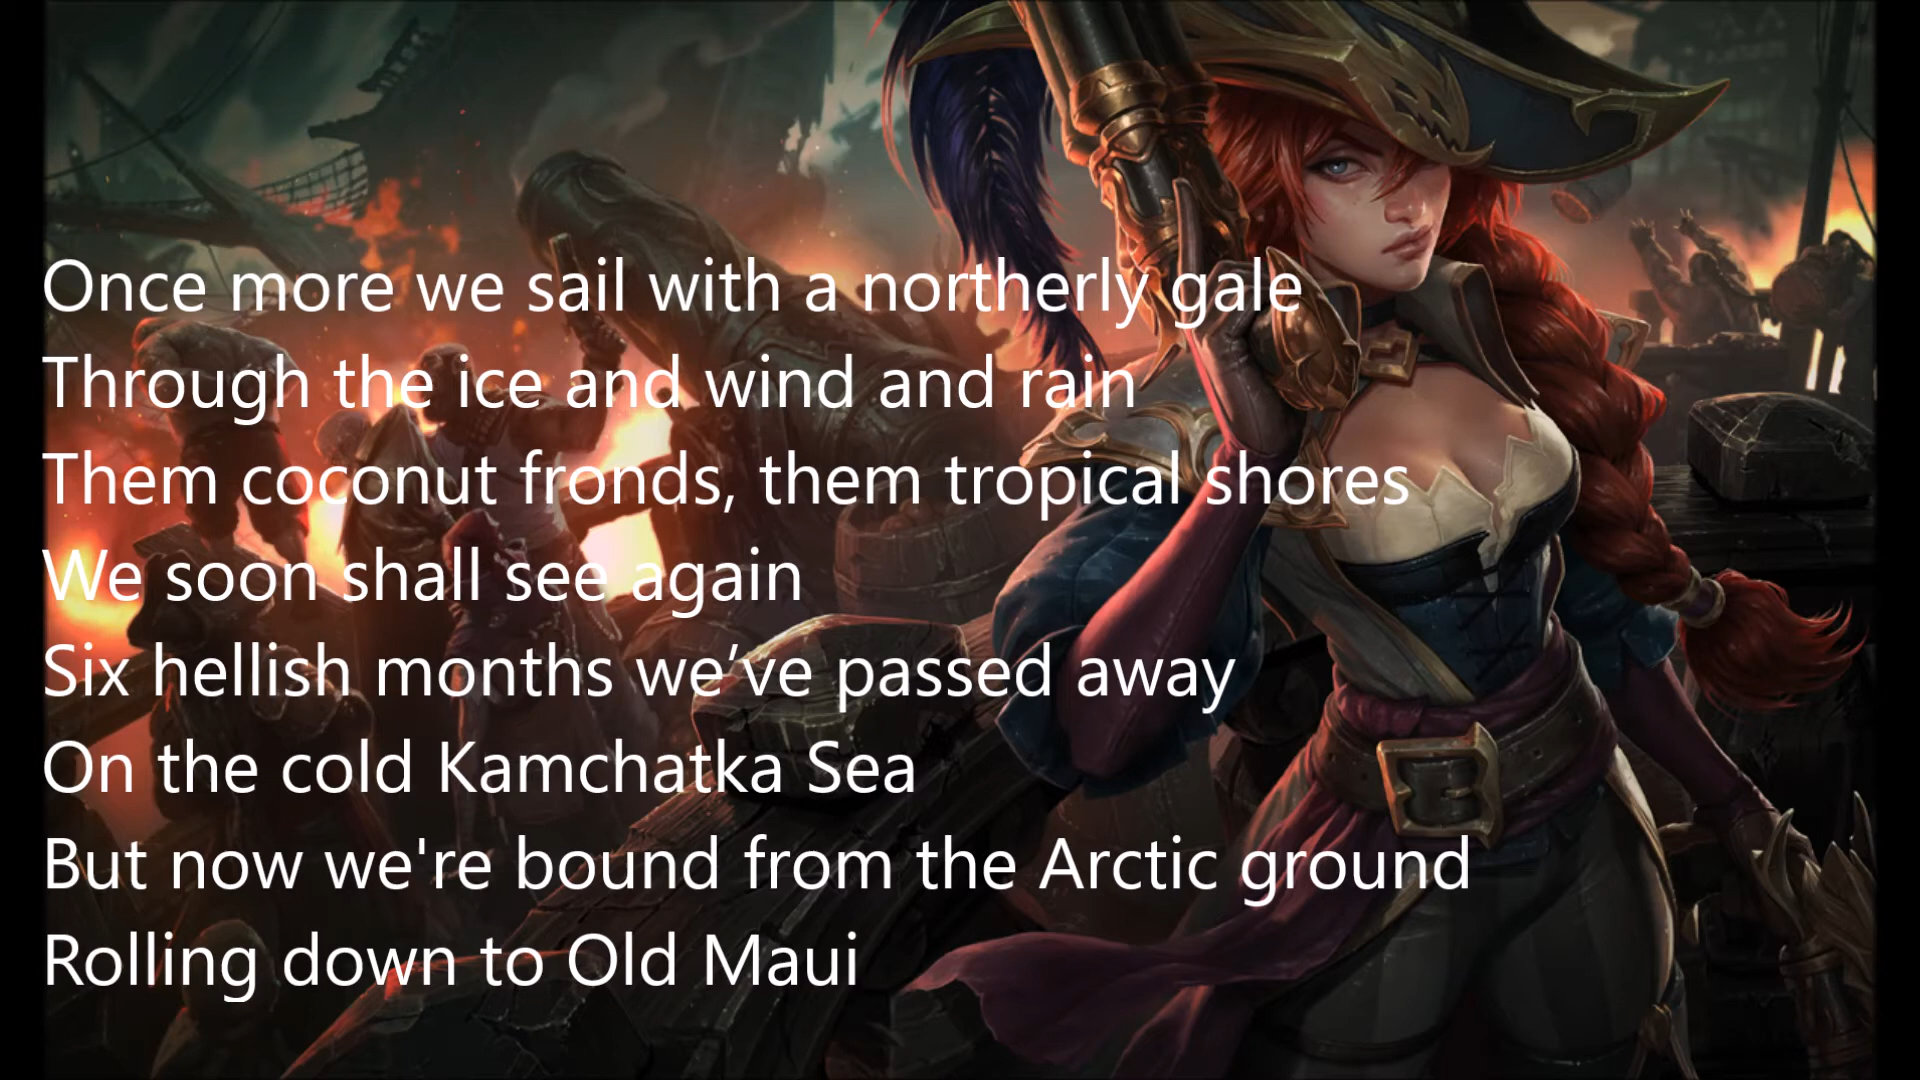 Once more we sail with a northerly gale
Through the ice and wind and rain
Them coconut fronds, them tropical shores
We soon shall see again
Six hellish months we’ve passed away
On the cold Kamchatka Sea
But now we're bound from the Arctic ground
Rolling down to Old Maui